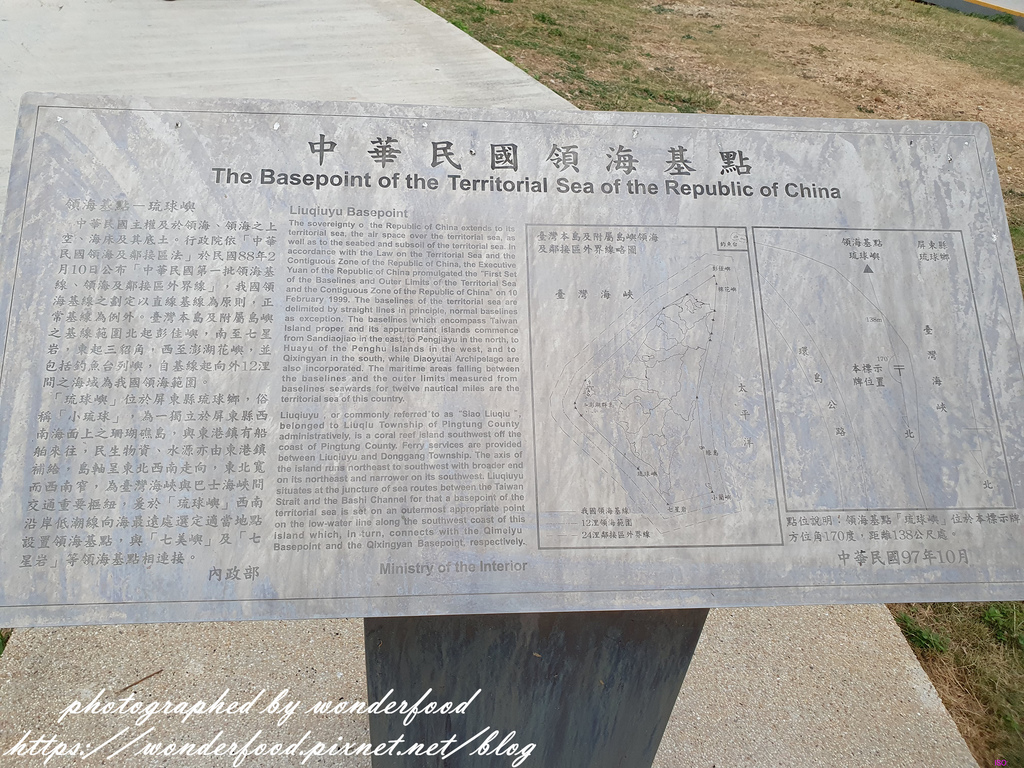 中華民國領海基點
The Basepoint of the Territorial Sea of the Republic of China
領海基點—琉球嶼
中華民國主權及於領海、領海之上
空、海床及其底土。行政院依「中華
民國領海及鄰接區法」於民國88年2
月10日公布「中華民國第一批領海基
線、領海及鄰接區外界線」，我國領
海基線之劃定以直線基線為原則，正
常基線為例外。臺灣本島及附屬島嶼
之基線範圍北起彭佳嶼，南至七星
岩，東起三貂角，西至澎湖花嶼，並
包括釣魚台列嶼，自基線起向外12浬
間之海域為我國領海範圍。
「琉球嶼」位於屏東縣琉球鄉，俗
稱「小琉球」，為一獨立於屏東縣西
南海面上之珊瑚礁島，與東港鎮有船
舶來往，民生物資、水源亦由東港鎮
補給。島軸呈東北西南走向，東北寬
而西南窄，為臺灣海峽與巴士海峽間
交通重要樞紐，爰於「琉球嶼」西南
沿岸低潮線向海最遠處選定適當地點
設置領海基點，與「七美嶼」及「七
星岩」等領海基點相連接。
內政部
Liuqiuyu Basepoint
The sovereignty o the Republic of China extends to its
territorial sea, the air space over the territorial sea, as
wall as to the seabed and subsoil of the territorial sea. In
accordance with the Law on the Territorial Sea and the
Contiguous Zone of the Republic of China, the Executive
Yuan of the Republic of China promulgated the "First Set
of the Baselines and Outer Limits of the Territorial Sea
and the Contiguous Zone of the Republic of China" on 10
February 1999. The baselines of the territorial sea are
delimited by straight lines in principle, normal baselines
as exception. The baselines which encompass Taiwan
Island proper and its appurtentant islands commence
from Sandiaojiao in the east, to Pengjiayu in the north, to
Huayu of the Penghu Islands in the west, and to
Qixingyan in the south, while Diaoyutai Archipelago are
also incorporated. The maritime areas falling between
the baselines and the outer limits measured from
baselines seawards for twelve nautical miles are the
territorial sea of this country.
Liuqiuyu , or commonly referred to as "Siao Liuqiu ",
belonged to Liuqiu Township of Pingtung County
administratively, is a coral reef island southwest off the
coast of Pingtung County. Ferry services are provided
between Liuqiuyu and Donggang Township. The axis of
the island runs northeast to southwest with broader end
on its northeast and narrower on its southwest. Liuqiuyu
situates at the juncture of sea routes between the Taiwan
Strait and the Bashi Channel for that a basepoint of the
territorial sea is set on an outermost appropriate point
on the low-water line along the southwest coast of this
island which, in turn, connects with the Qimeiyu
Basepoint and the Qixingyan Basepoint, respectively.
Ministry of the Interior
臺灣本島及附屬島嶼領海
及鄰接區外界線略圖
釣魚台
彭佳嶼
棉花嶼
臺灣海峽
澎湖群島
太平洋
綠島
琉球嶼
小蘭嶼
七星岩
我國領海基線
12浬領海範圍
24浬鄰接區外界線
領海基點
琉球嶼
屏東縣
琉球鄉
138m
170
本標示
牌位置
環島公路
臺灣海峽
北
北
點位說明：領海基點「琉球嶼」位於本標示牌
方位角170度，距離138公尺處。
中華民國97年10月
photographed by wonderfood
https://wonderfood.pixnet.net/blog